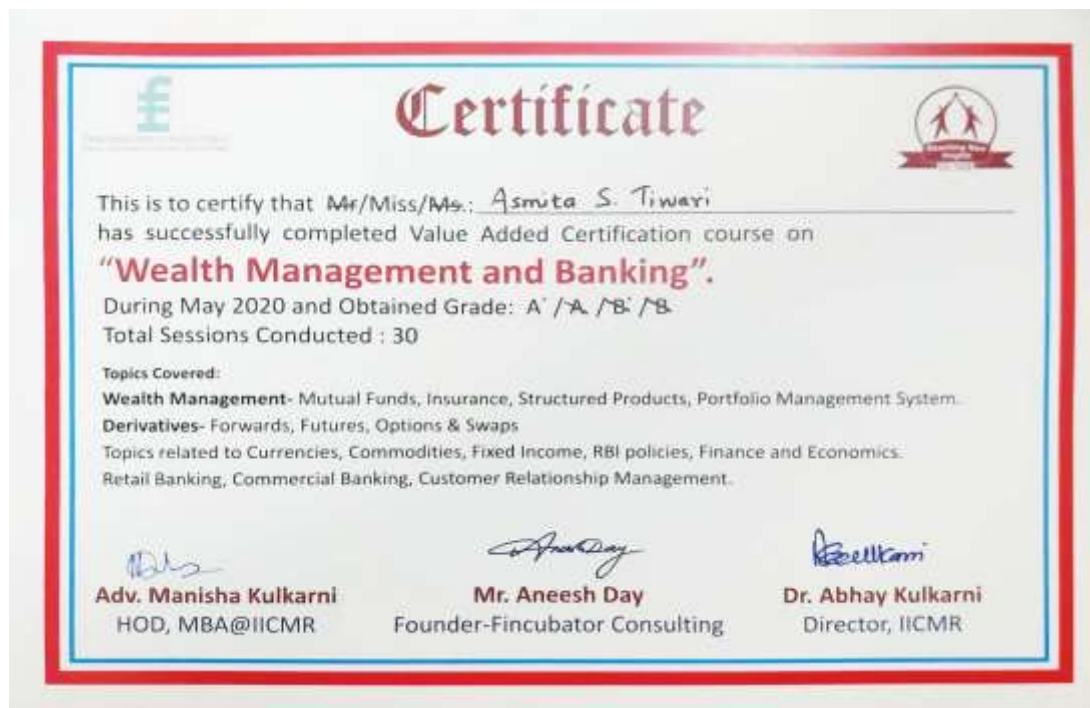 Certificate
This is to certify that Mr/Miss/Ms.: Asmita S. Tiwari
has successfully completed Value Added Certification course on
"Wealth Management and Banking".
During May 2020 and Obtained Grade: A+/A /B+/B
Total Sessions Conducted : 30
Topics Covered:
Wealth Management- Mutual Funds, Insurance, Structured Products, Portfolio Management System.
Derivatives- Forwards, Futures, Options & Swaps
Topics related to Currencies, Commodities, Fixed Income, RBI policies, Finance and Economics.
Retail Banking, Commercial Banking, Customer Relationship Management.
Adv. Manisha Kulkarni
HOD, MBA@IICMR
Mr. Aneesh Day
Founder-Fincubator Consulting
Dr. Abhay Kulkarni
Director, IICMR